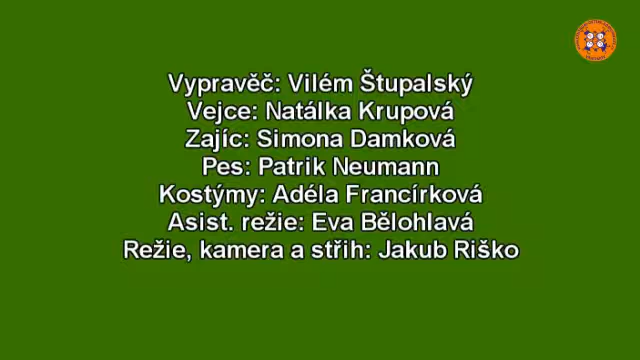 Vypravěč: Vilém Štupalský
Vejce: Natálka Krupová
Zajíc: Simona Damková
Pes: Patrik Neumann
Kostýmy: Adéla Francírková
Asist. režie: Eva Bělohlavá
Režie, kamera a střih: Jakub Riško